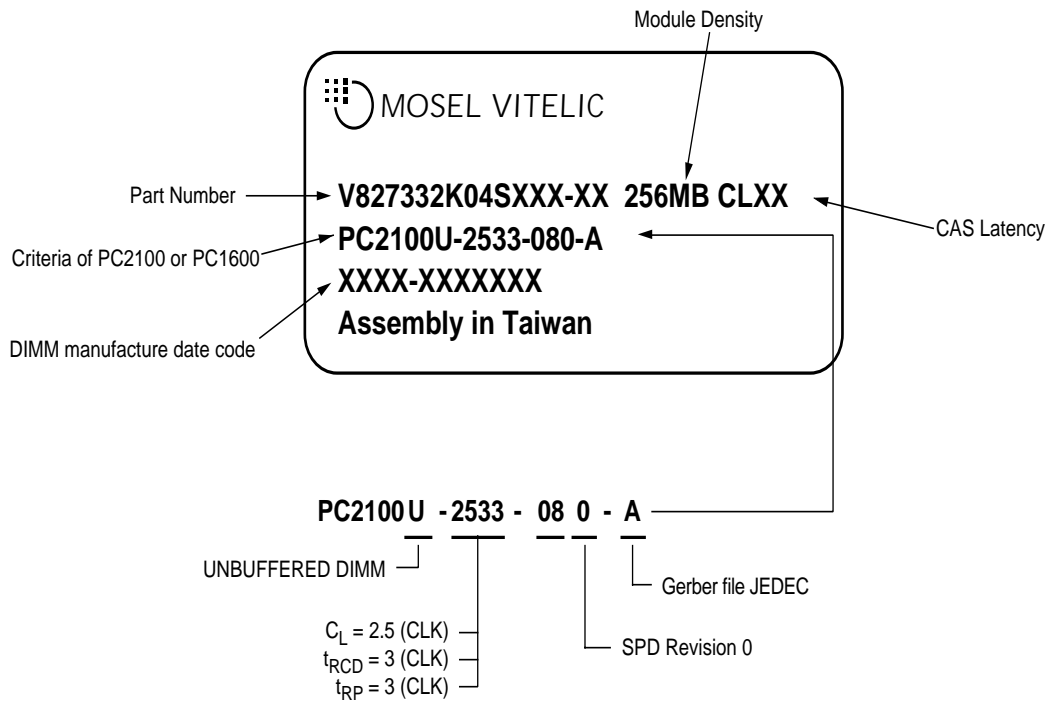 Module Density
MOSEL VITELIC
Part Number
V827332K04SXXX-XX 256MB CLXX
CAS Latency
Criteria of PC2100 or PC1600
PC2100U-2533-080-A
XXXX-XXXXXXX
DIMM manufacture date code
Assembly in Taiwan
PC2100 U - 2533 - 08 0 - A
UNBUFFERED DIMM
Gerber file JEDEC
CL = 2.5 (CLK)
tRCD = 3 (CLK)
tRP = 3 (CLK)
SPD Revision 0